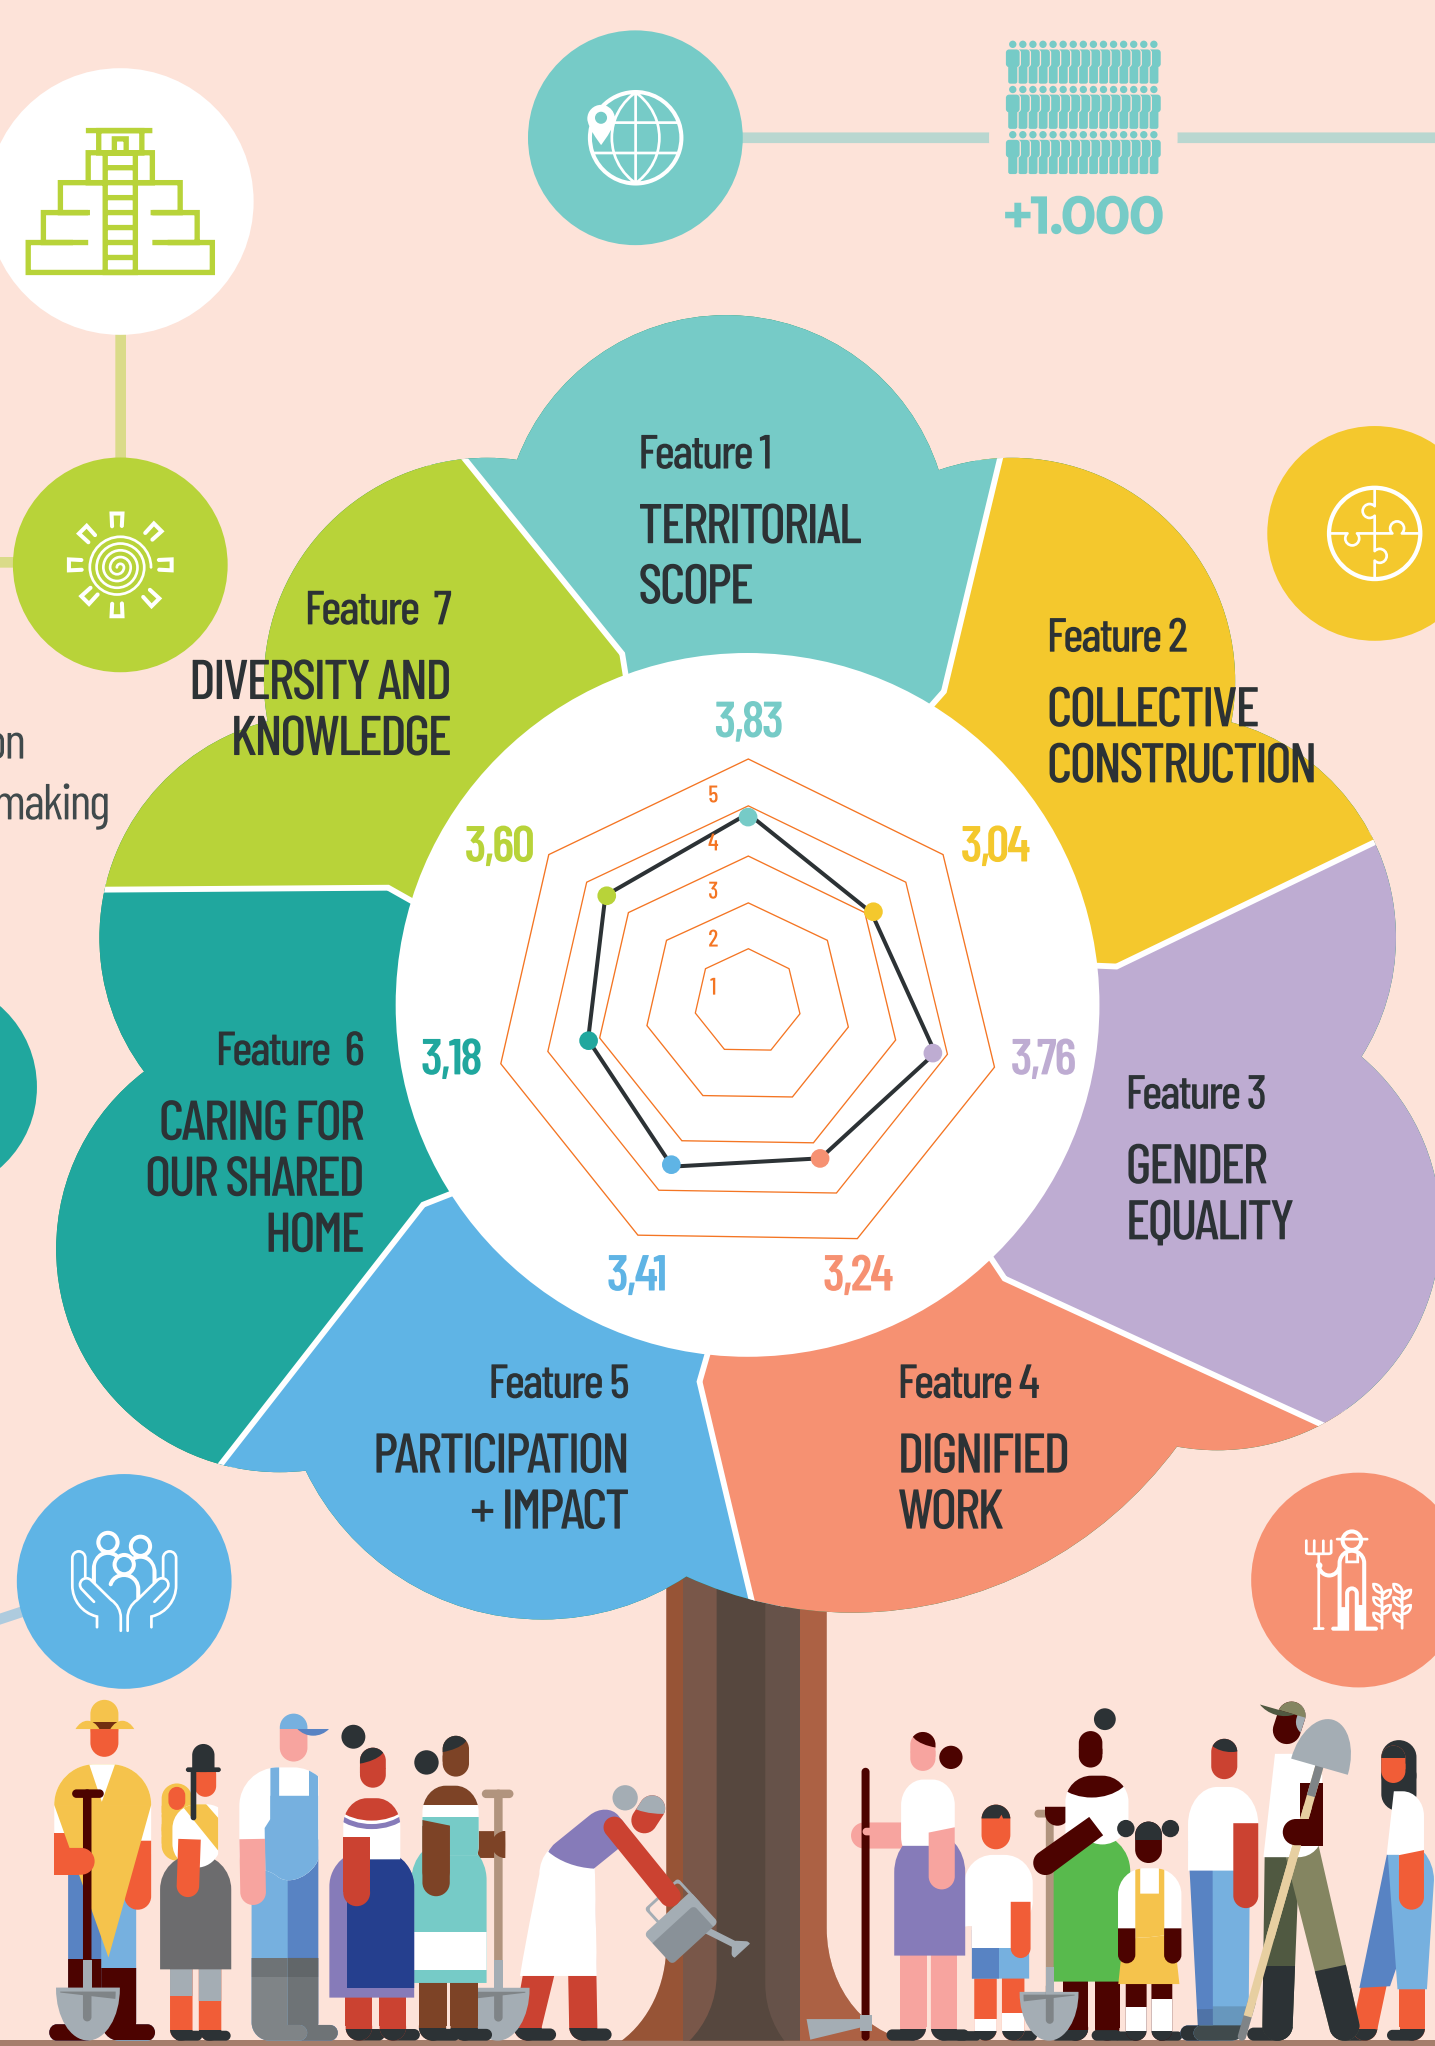 +1.000
Feature 1
TERRITORIAL
SCOPE
Feature 7
DIVERSITY AND
KNOWLEDGE
Feature 2
COLLECTIVE
CONSTRUCTION
on
making
3,83
3,60
3,04
5
4
3
2
1
3,18
3,76
3,41
3,24
Feature 6
CARING FOR
OUR SHARED
HOME
Feature 3
GENDER
EQUALITY
Feature 5
PARTICIPATION
+ IMPACT
Feature 4
DIGNIFIED
WORK